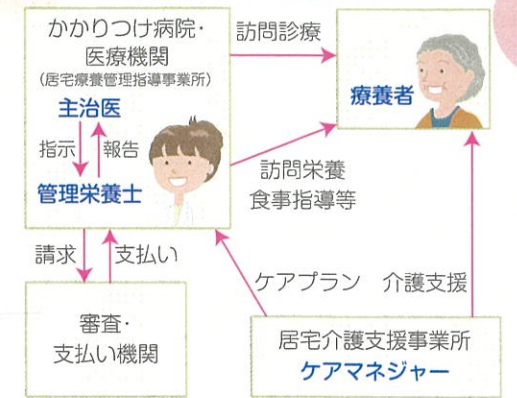 かかりつけ病院・
医療機関
(居宅療養管理指導事業所)
主治医
指示
報告
管理栄養士
訪問診療
療養者
訪問栄養
食事指導等
請求
支払い
審査・
支払い機関
ケアプラン
介護支援
居宅介護支援事業所
ケアマネジャー